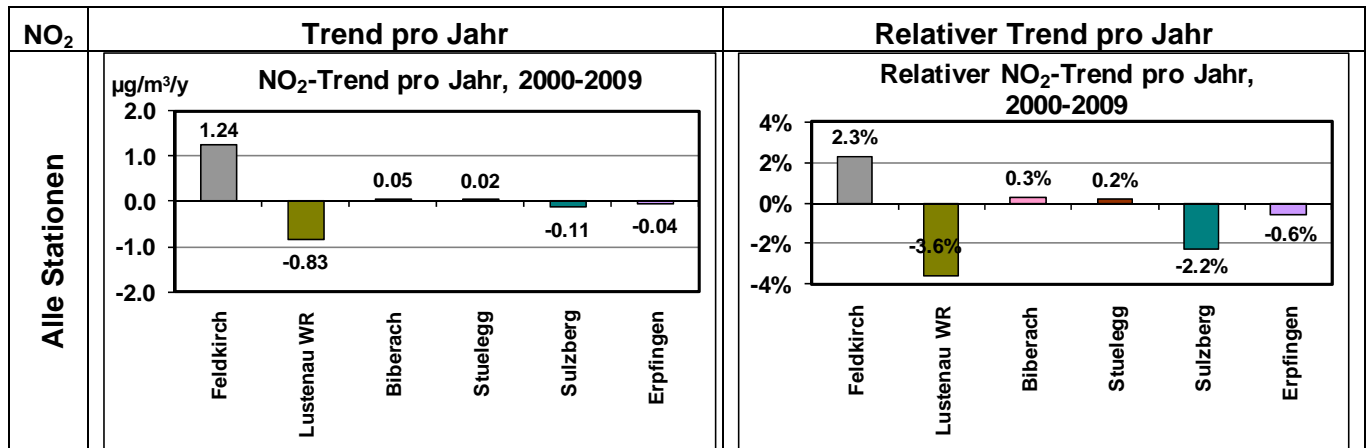 NO₂
Trend pro Jahr
Relativer Trend pro Jahr
Alle Stationen
µg/m³/y
NO₂-Trend pro Jahr, 2000-2009
2.0
1.0
0.0
-1.0
-2.0
1.24
-0.83
0.05
0.02
-0.11
-0.04
Feldkirch
Lustenau WR
Biberach
Stuelegg
Sulzberg
Erpfingen
Relativer NO₂-Trend pro Jahr,
2000-2009
4%
2%
0%
-2%
-4%
2.3%
-3.6%
0.3%
0.2%
-2.2%
-0.6%
Feldkirch
Lustenau WR
Biberach
Stuelegg
Sulzberg
Erpfingen